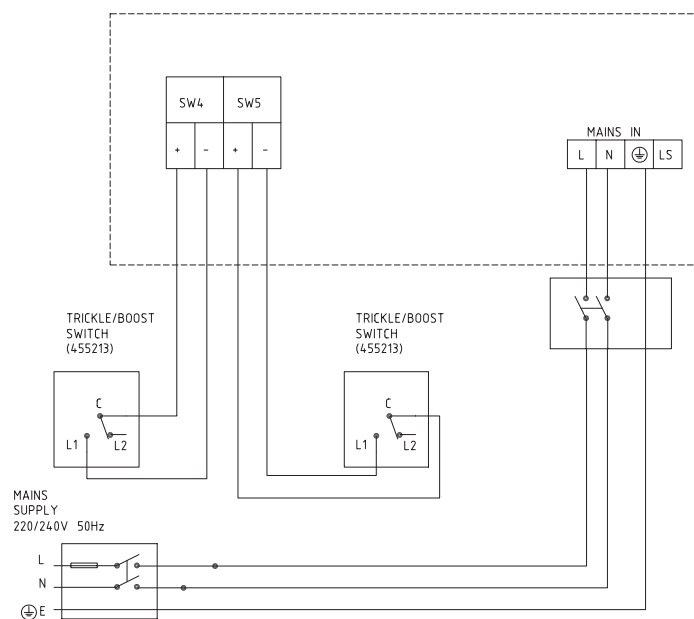 SW4 SW5
+ - + -
MAINS IN
L N LS
TRICKLE/BOOST
SWITCH
(455213)
C
L1 L2
TRICKLE/BOOST
SWITCH
(455213)
C
L1 L2
MAINS
SUPPLY
220/240V 50Hz
L
N
E